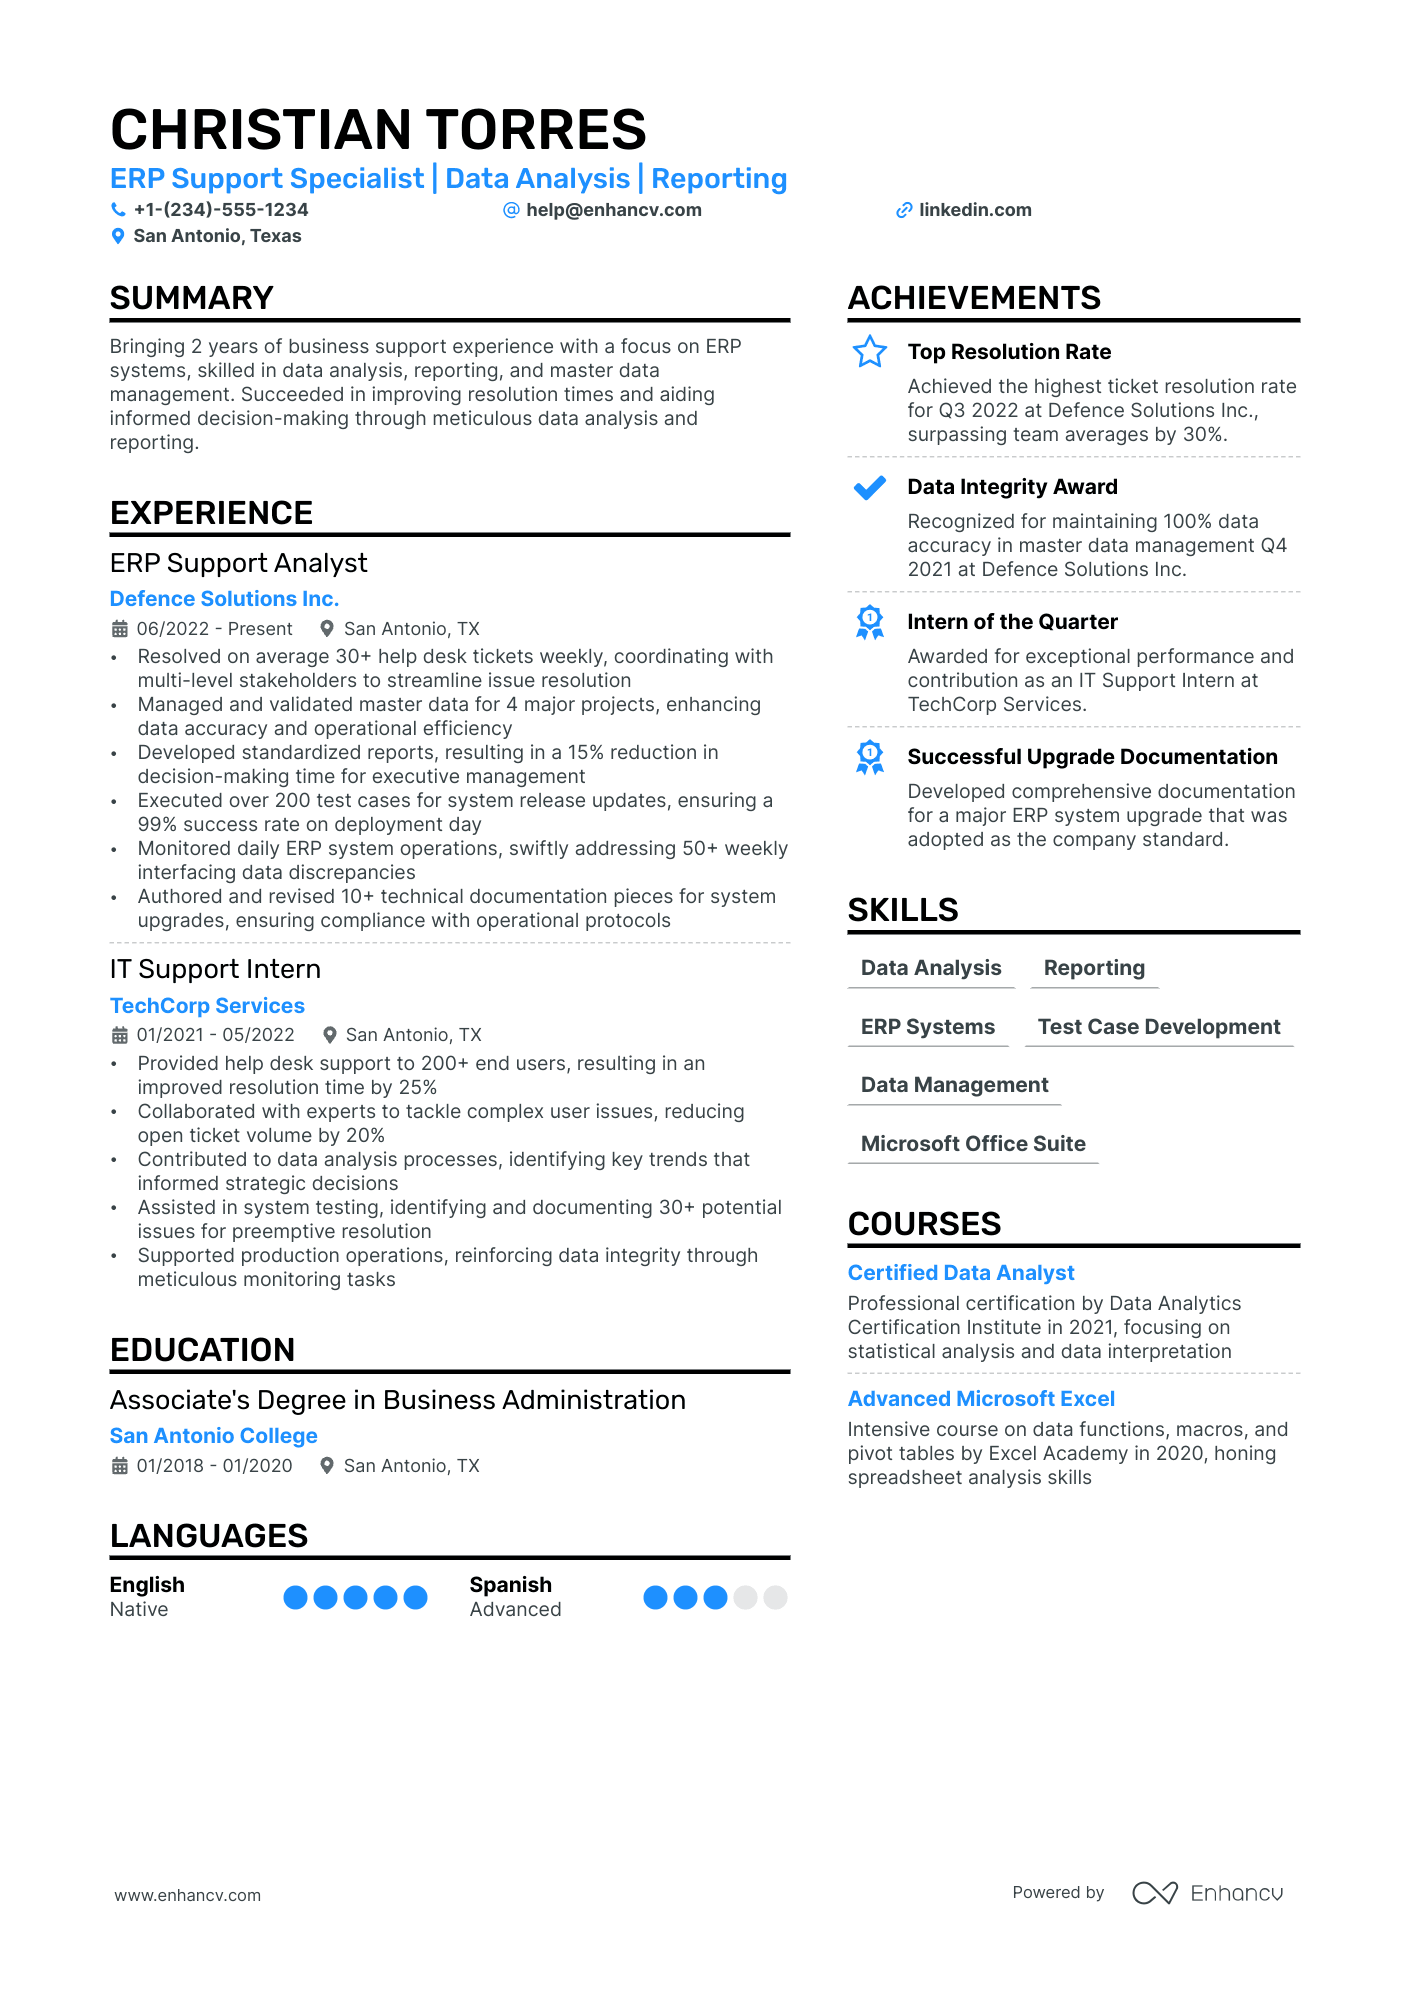 CHRISTIAN TORRES
ERP Support Specialist | Data Analysis | Reporting
+1-(234)-555-1234
help@enhancv.com
linkedin.com
San Antonio, Texas
SUMMARY
Bringing 2 years of business support experience with a focus on ERP
systems, skilled in data analysis, reporting, and master data
management. Succeeded in improving resolution times and aiding
informed decision-making through meticulous data analysis and
reporting.
EXPERIENCE
ERP Support Analyst
Defence Solutions Inc.
06/2022 - Present San Antonio, TX
• Resolved on average 30+ help desk tickets weekly, coordinating with
multi-level stakeholders to streamline issue resolution
• Managed and validated master data for 4 major projects, enhancing
data accuracy and operational efficiency
• Developed standardized reports, resulting in a 15% reduction in
decision-making time for executive management
• Executed over 200 test cases for system release updates, ensuring a
99% success rate on deployment day
• Monitored daily ERP system operations, swiftly addressing 50+ weekly
interfacing data discrepancies
• Authored and revised 10+ technical documentation pieces for system
upgrades, ensuring compliance with operational protocols
IT Support Intern
TechCorp Services
01/2021 - 05/2022 San Antonio, TX
• Provided help desk support to 200+ end users, resulting in an
improved resolution time by 25%
• Collaborated with experts to tackle complex user issues, reducing
open ticket volume by 20%
• Contributed to data analysis processes, identifying key trends that
informed strategic decisions
• Assisted in system testing, identifying and documenting 30+ potential
issues for preemptive resolution
• Supported production operations, reinforcing data integrity through
meticulous monitoring tasks
EDUCATION
Associate's Degree in Business Administration
San Antonio College
01/2018 - 01/2020 San Antonio, TX
LANGUAGES
English
Native
Spanish
Advanced
ACHIEVEMENTS
Top Resolution Rate
Achieved the highest ticket resolution rate
for Q3 2022 at Defence Solutions Inc.,
surpassing team averages by 30%.
Data Integrity Award
Recognized for maintaining 100% data
accuracy in master data management Q4
2021 at Defence Solutions Inc.
1
Intern of the Quarter
Awarded for exceptional performance and
contribution as an IT Support Intern at
TechCorp Services.
1
Successful Upgrade Documentation
Developed comprehensive documentation
for a major ERP system upgrade that was
adopted as the company standard.
SKILLS
Data Analysis Reporting
ERP Systems Test Case Development
Data Management
Microsoft Office Suite
COURSES
Certified Data Analyst
Professional certification by Data Analytics
Certification Institute in 2021, focusing on
statistical analysis and data interpretation
Advanced Microsoft Excel
Intensive course on data functions, macros, and
pivot tables by Excel Academy in 2020, honing
spreadsheet analysis skills
www.enhancv.com
Powered by Enhancv